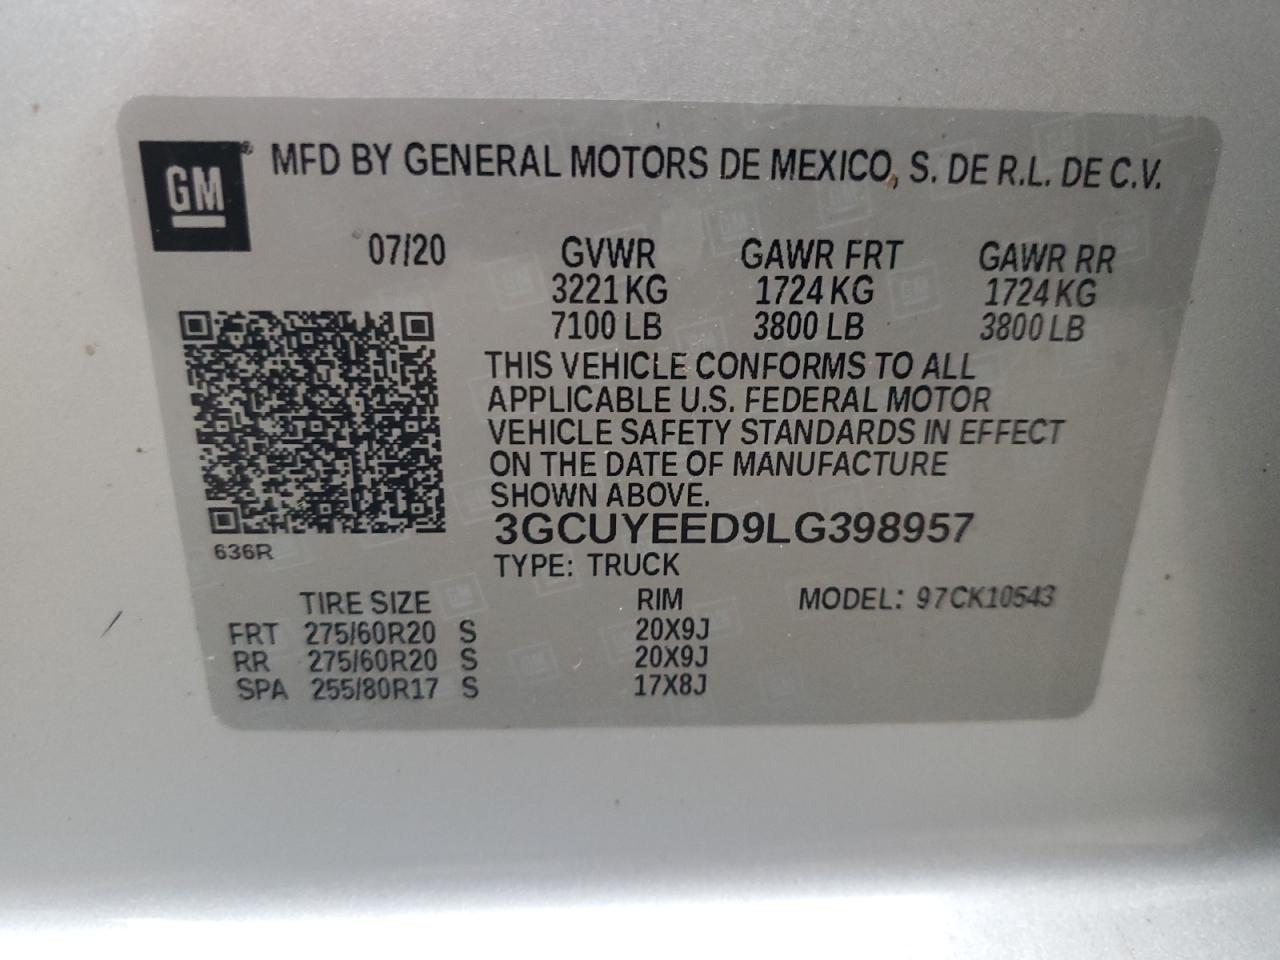 GM® MFD BY GENERAL MOTORS DE MEXICO, S. DE R.L. DE C.V.
07/20 GVWR GAWR FRT GAWR RR
3221 KG 1724 KG 1724 KG
7100 LB 3800 LB 3800 LB
THIS VEHICLE CONFORMS TO ALL
APPLICABLE U.S. FEDERAL MOTOR
VEHICLE SAFETY STANDARDS IN EFFECT
ON THE DATE OF MANUFACTURE
SHOWN ABOVE.
3GCUYEED9LG398957
636R
TYPE: TRUCK
TIRE SIZE RIM MODEL: 97CK10543
FRT 275/60R20 S 20X9J
RR 275/60R20 S 20X9J
SPA 255/80R17 S 17X8J